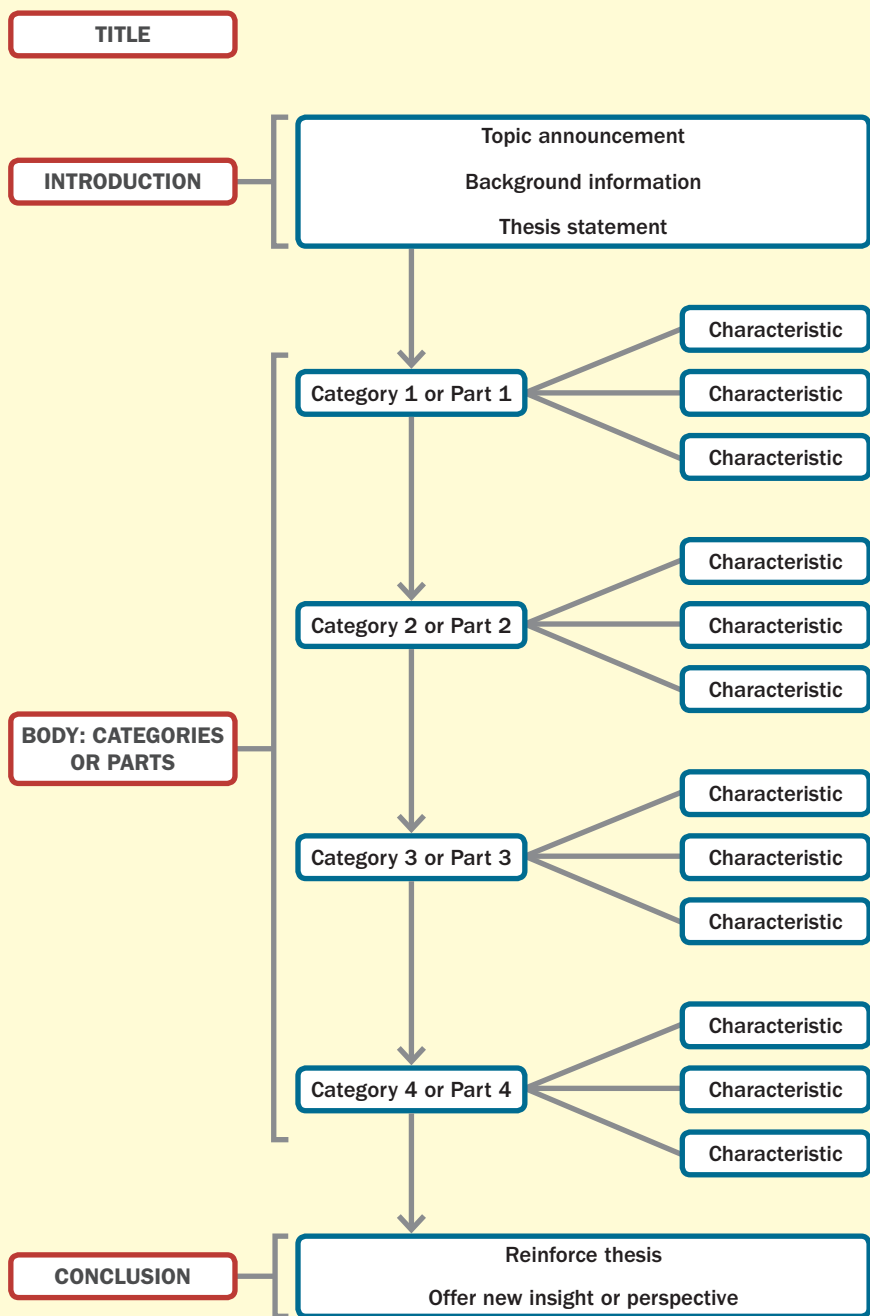 TITLE
INTRODUCTION
Topic announcement
Background information
Thesis statement
BODY: CATEGORIES
OR PARTS
Category 1 or Part 1
Characteristic
Characteristic
Characteristic
Category 2 or Part 2
Characteristic
Characteristic
Characteristic
Category 3 or Part 3
Characteristic
Characteristic
Characteristic
Category 4 or Part 4
Characteristic
Characteristic
Characteristic
CONCLUSION
Reinforce thesis
Offer new insight or perspective